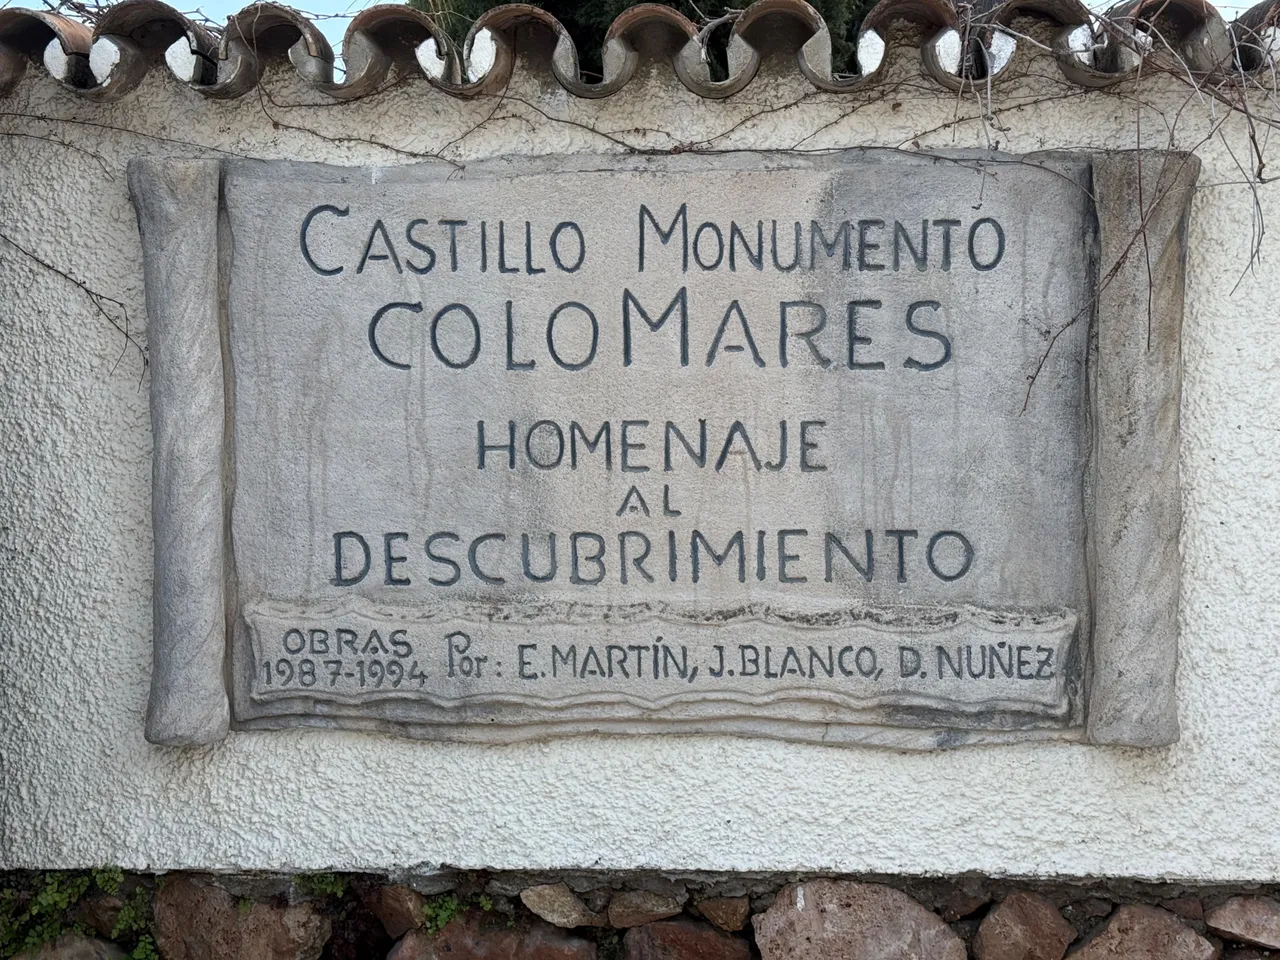 CASTILLO MONUMENTO
COLOMARES
HOMENAJE
AL
DESCUBRIMIENTO
OBRAS
1987-1994 Por: E. MARTÍN, J. BLANCO, D. NUÑEZ